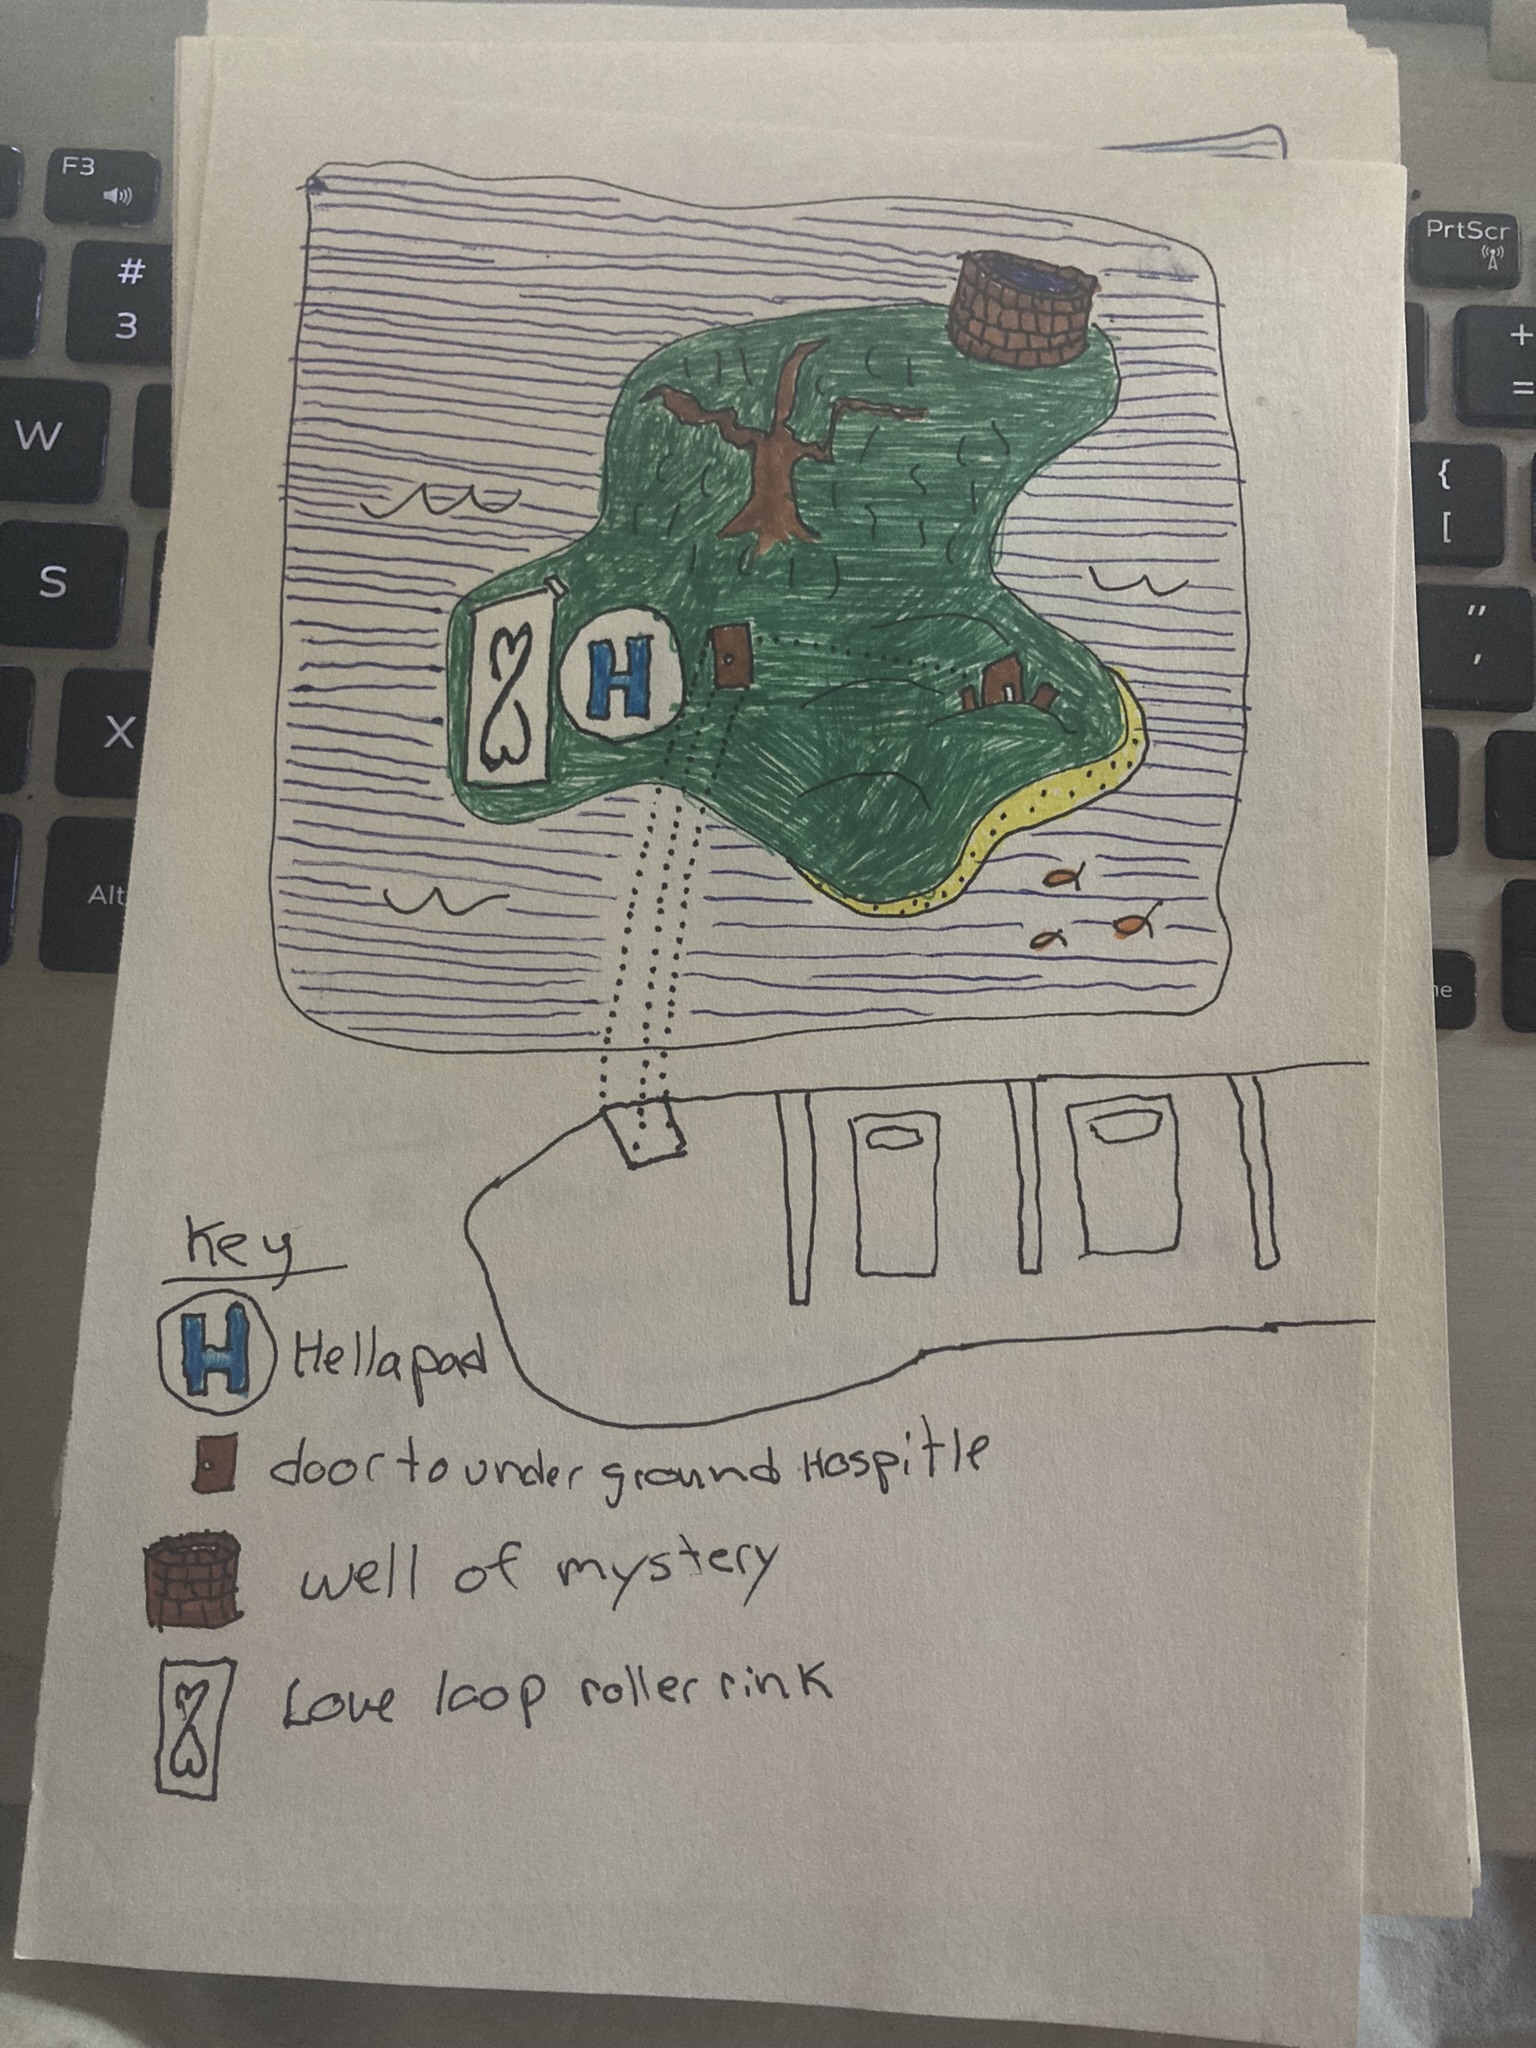 F3
#
3
W
S
X
Alt
PrtScr
+
=
{
[
"
,
H
Key
H Hellapad
door to under ground Hospitle
well of mystery
Love loop roller rink